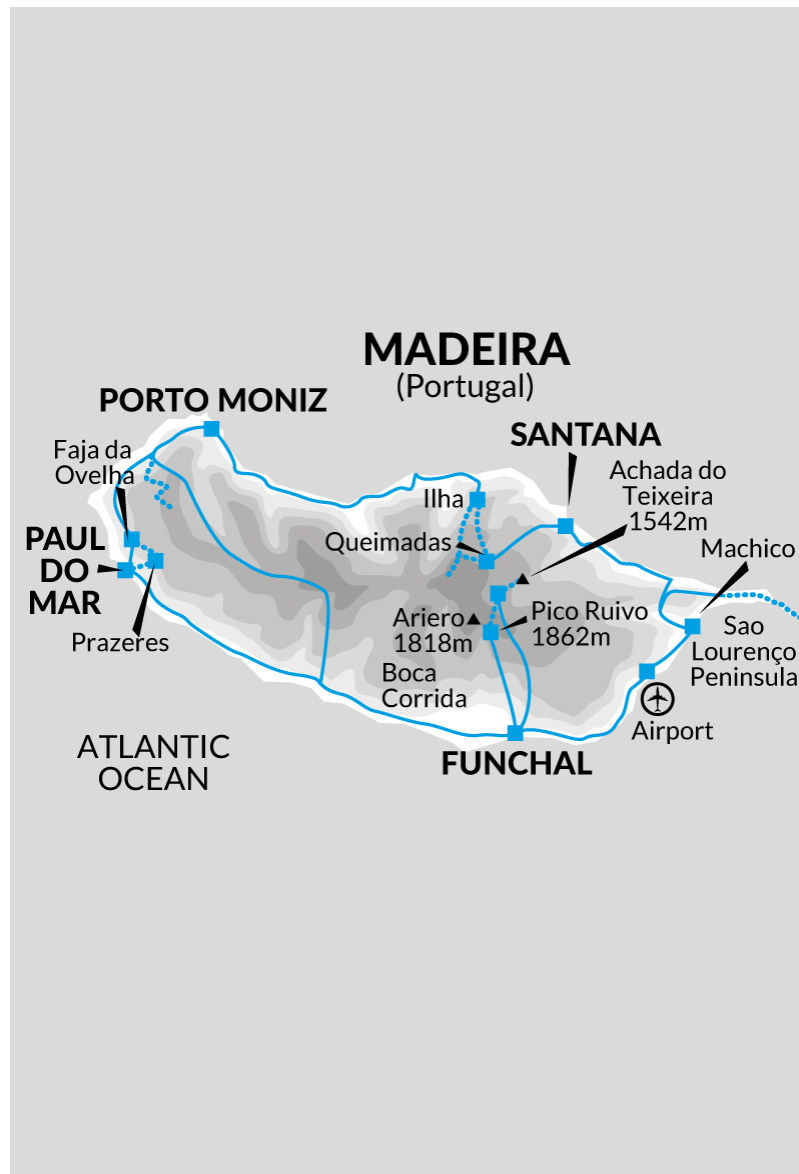 MADEIRA
(Portugal)
PORTO MONIZ
SANTANA
Faja da
Ovelha
Achada do
Teixeira
1542m
Ilha
PAUL
DO
MAR
Queimadas
Machico
Prazeres
Ariero
1818m
Pico Ruivo
1862m
Sao
Lourenço
Peninsula
Boca
Corrida
Airport
ATLANTIC
OCEAN
FUNCHAL